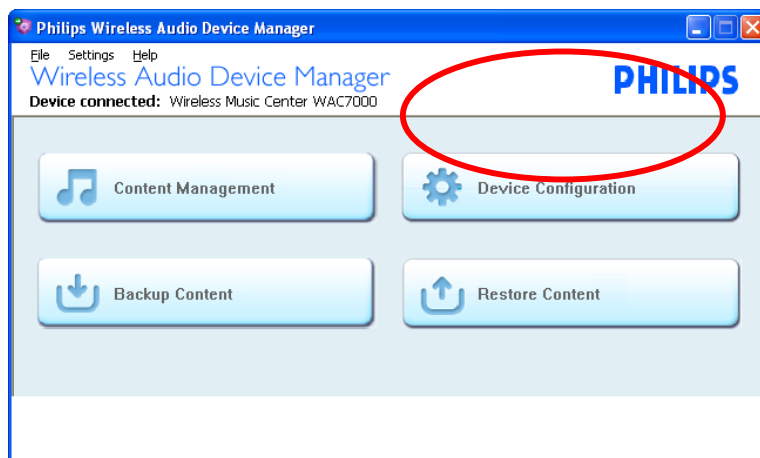 Philips Wireless Audio Device Manager
File Settings Help
Wireless Audio Device Manager
PHILIPS
Device connected: Wireless Music Center WAC7000
Content Management
Device Configuration
Backup Content
Restore Content